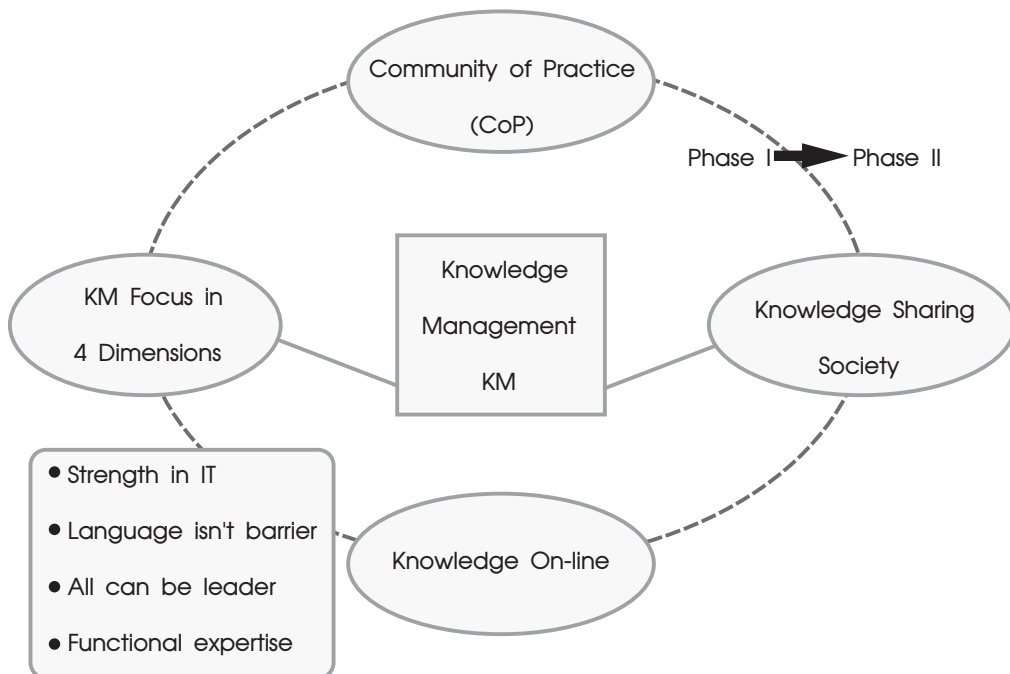 Community of Practice
(CoP)
Phase I
Phase II
KM Focus in
4 Dimensions
Knowledge
Management
KM
Knowledge Sharing
Society
Strength in IT
Language isn't barrier
All can be leader
Functional expertise
Knowledge On-line